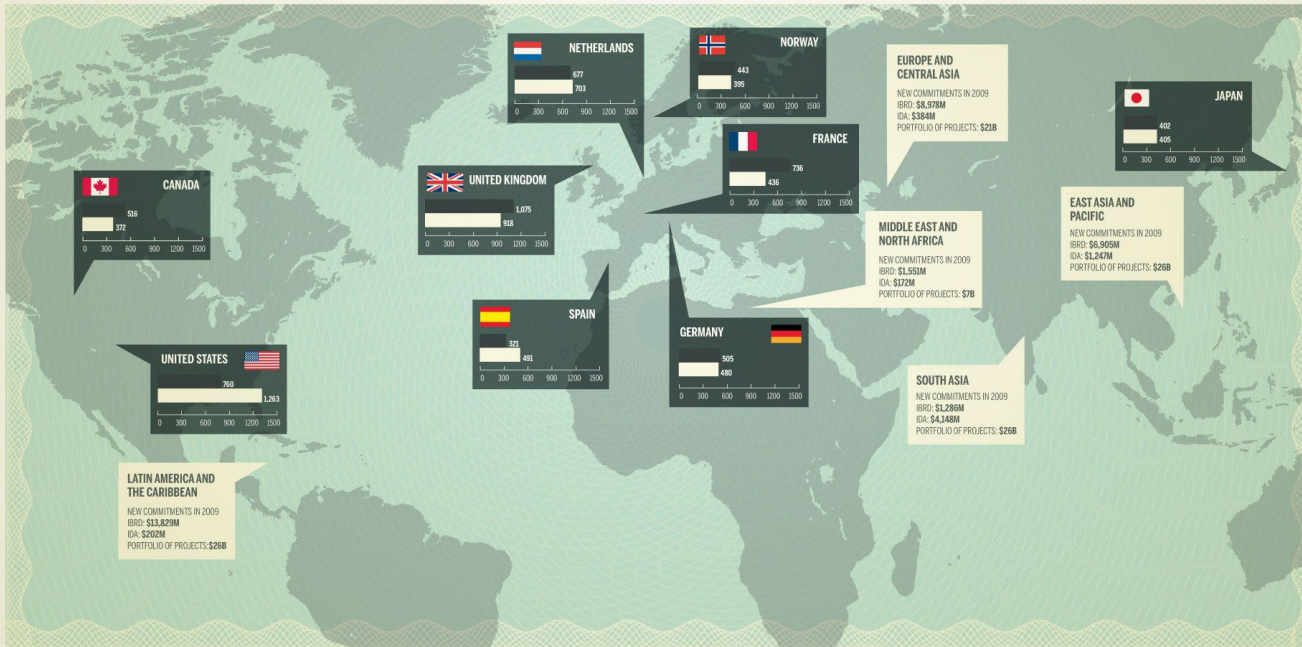 NETHERLANDS
677
703
0 300 600 900 1200 1500
NORWAY
443
395
0 300 600 900 1200 1500
EUROPE AND
CENTRAL ASIA
NEW COMMITMENTS IN 2009
IBRD: $8,978M
IDA: $384M
PORTFOLIO OF PROJECTS: $21B
JAPAN
402
405
0 300 600 900 1200 1500
FRANCE
736
436
0 300 600 900 1200 1500
CANADA
516
372
0 300 600 900 1200 1500
UNITED KINGDOM
1,075
918
0 300 600 900 1200 1500
EAST ASIA AND
PACIFIC
NEW COMMITMENTS IN 2009
IBRD: $6,905M
IDA: $1,247M
PORTFOLIO OF PROJECTS: $26B
MIDDLE EAST AND
NORTH AFRICA
NEW COMMITMENTS IN 2009
IBRD: $1,551M
IDA: $172M
PORTFOLIO OF PROJECTS: $7B
SPAIN
321
491
0 300 600 900 1200 1500
GERMANY
505
480
0 300 600 900 1200 1500
UNITED STATES
760
1,263
0 300 600 900 1200 1500
SOUTH ASIA
NEW COMMITMENTS IN 2009
IBRD: $1,286M
IDA: $4,148M
PORTFOLIO OF PROJECTS: $26B
LATIN AMERICA AND
THE CARIBBEAN
NEW COMMITMENTS IN 2009
IBRD: $13,829M
IDA: $202M
PORTFOLIO OF PROJECTS: $26B